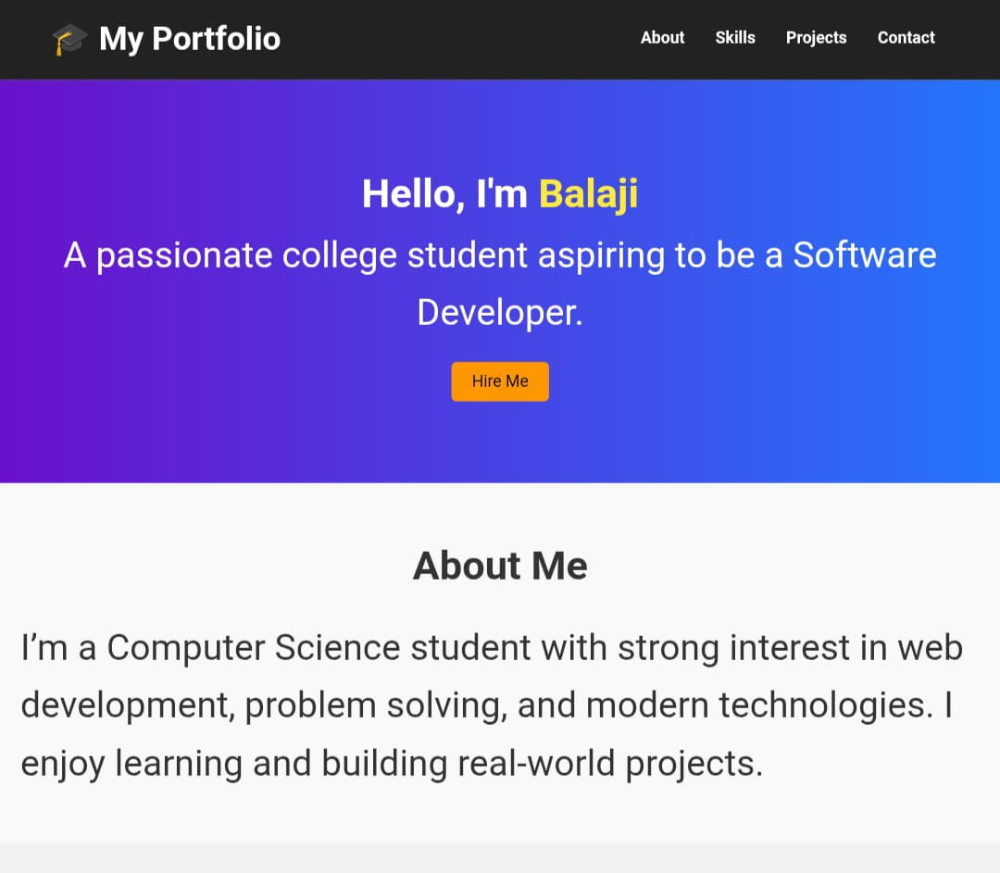 🎓 My Portfolio
About Skills Projects Contact
Hello, I'm Balaji
A passionate college student aspiring to be a Software
Developer.
Hire Me
About Me
I’m a Computer Science student with strong interest in web
development, problem solving, and modern technologies. I
enjoy learning and building real-world projects.